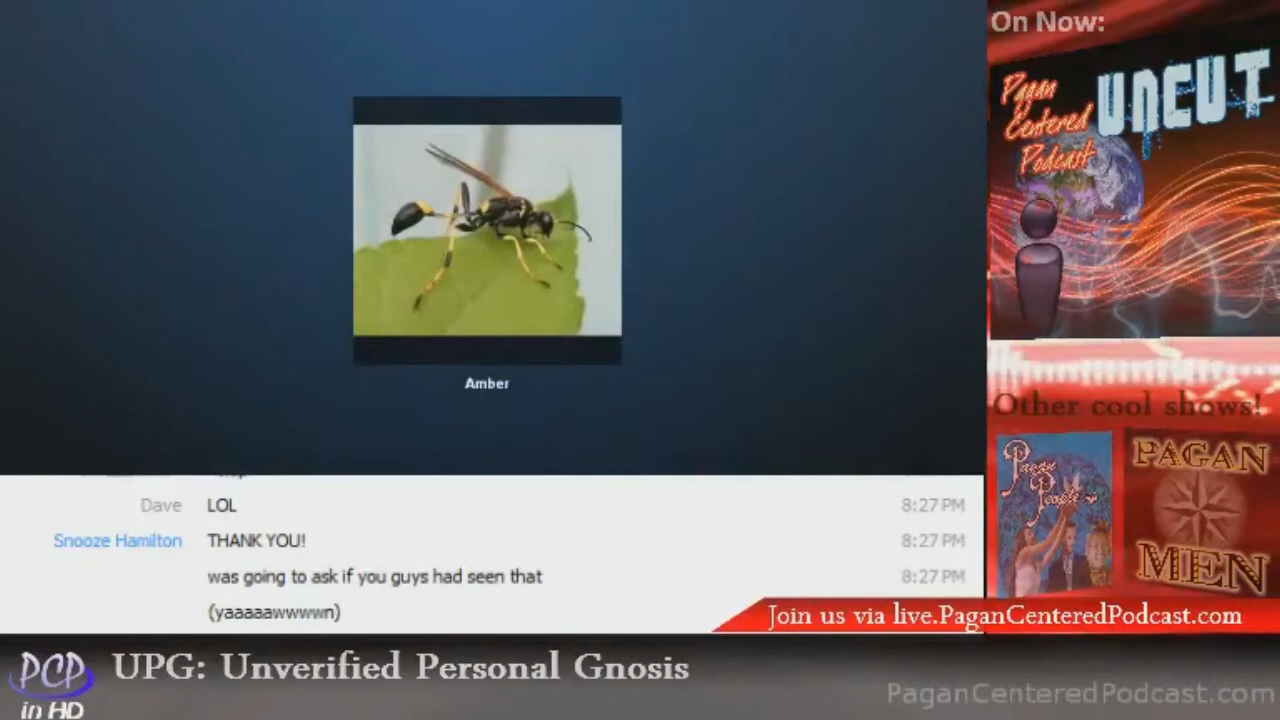 On Now:
Pagan
Centered
Podcast
UNCUT
Amber
Dave LOL 8:27 PM
Snooze Hamilton THANK YOU! 8:27 PM
was going to ask if you guys had seen that 8:27 PM
(yaaaaawwwwn)
Other cool shows!
Pagan
People
PAGAN
MEN
Join us via live.PaganCenteredPodcast.com
PCP
in HD
UPG: Unverified Personal Gnosis
PaganCenteredPodcast.com